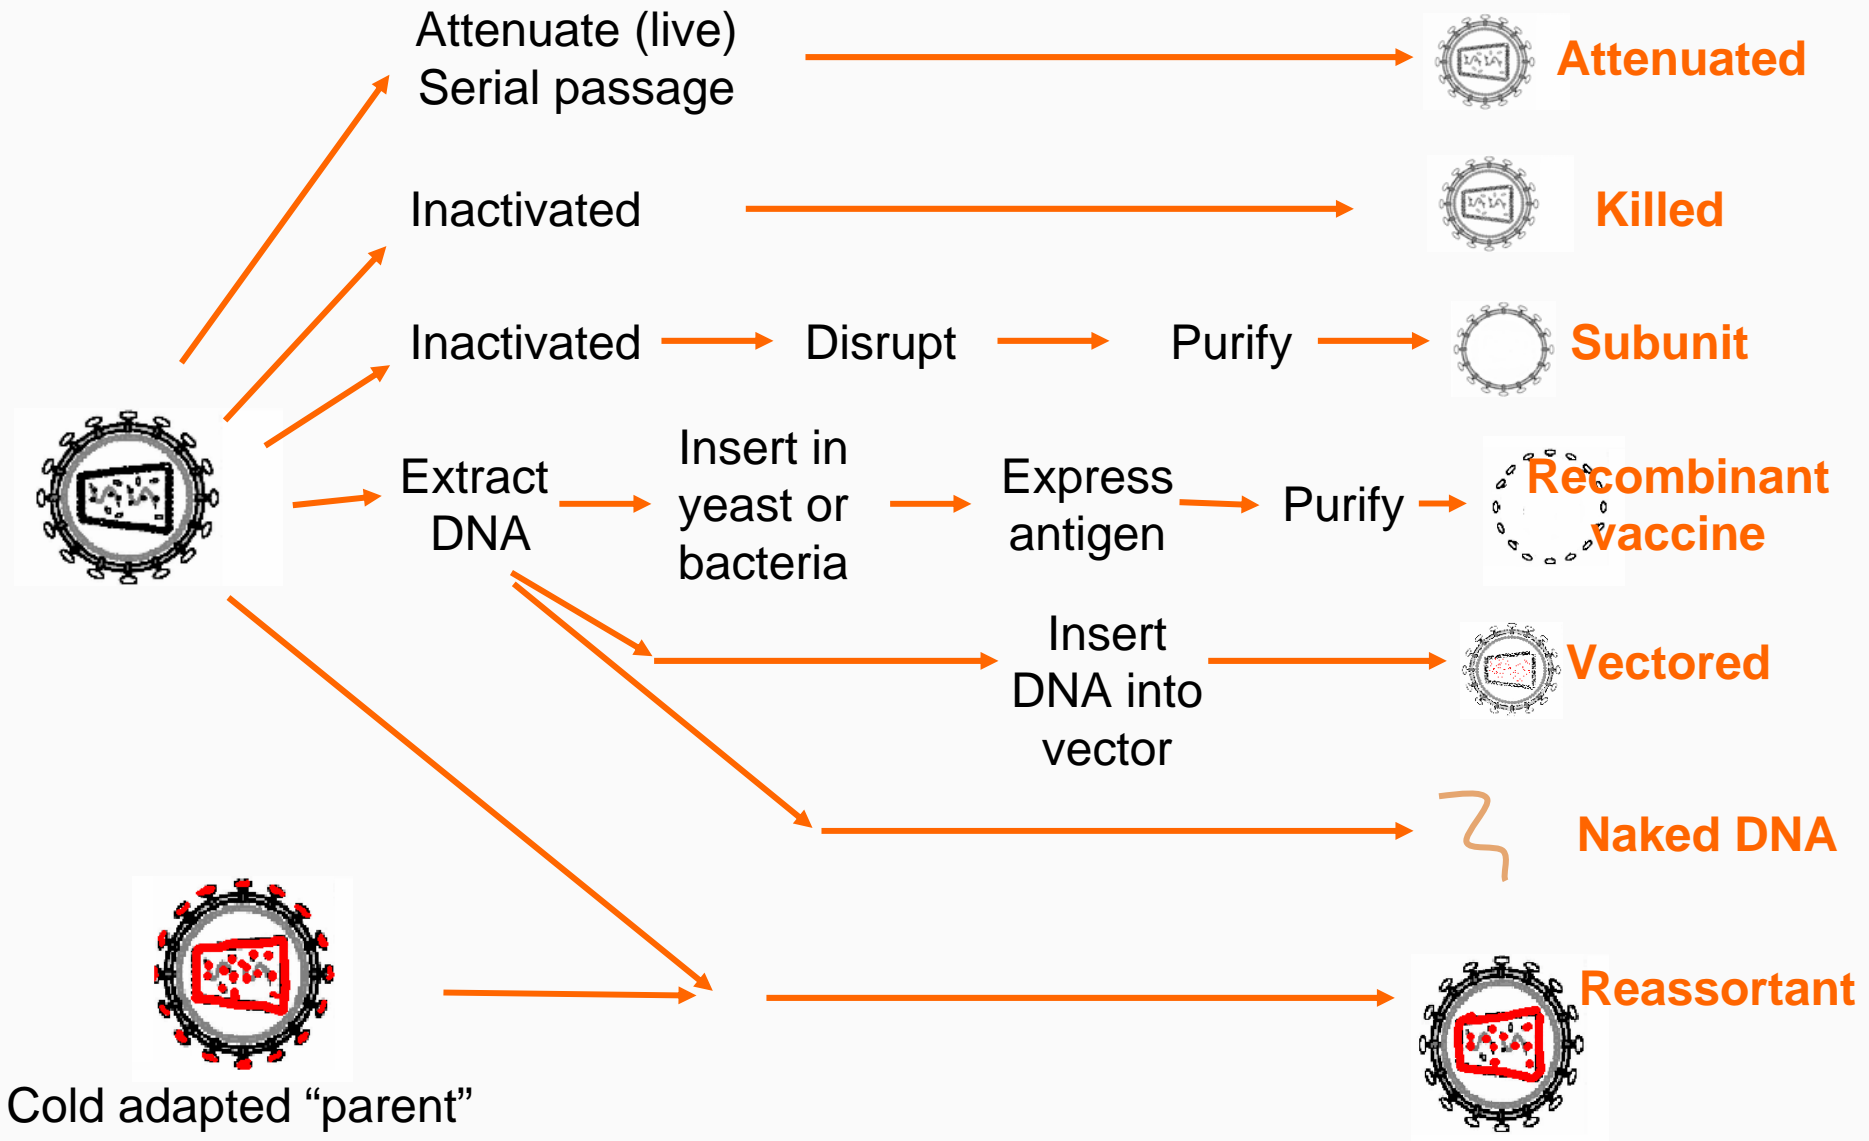 Attenuate (live)
Serial passage
Attenuated
Inactivated
Killed
Inactivated
Disrupt
Purify
Subunit
Extract
DNA
Insert in
yeast or
bacteria
Express
antigen
Purify
Recombinant
vaccine
Insert
DNA into
vector
Vectored
Naked DNA
Reassortant
Cold adapted “parent”